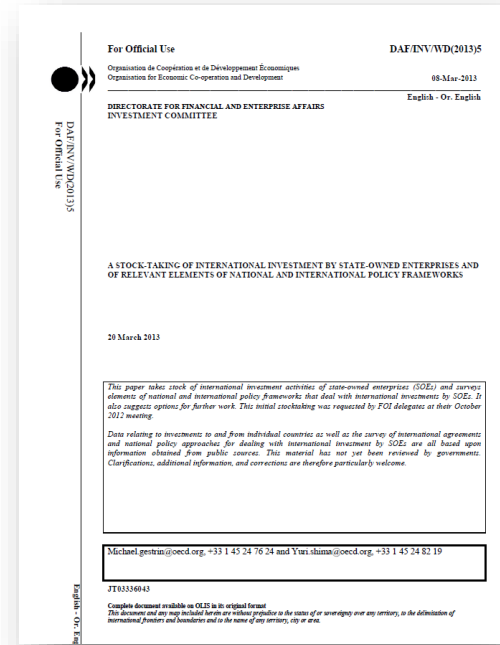 For Official Use
DAF/INV/WD(2013)5
Organisation de Coopération et de Développement Économiques
Organisation for Economic Co-operation and Development
08-Mar-2013
English - Or. English
DIRECTORATE FOR FINANCIAL AND ENTERPRISE AFFAIRS
INVESTMENT COMMITTEE
DAF/INV/WD(2013)5
For Official Use
A STOCK-TAKING OF INTERNATIONAL INVESTMENT BY STATE-OWNED ENTERPRISES AND
OF RELEVANT ELEMENTS OF NATIONAL AND INTERNATIONAL POLICY FRAMEWORKS
20 March 2013
This paper takes stock of international investment activities of state-owned enterprises (SOEs) and surveys
elements of national and international policy frameworks that deal with international investments by SOEs. It
also suggests options for further work. This initial stocktaking was requested by FOI delegates at their October
2012 meeting.
Data relating to investments to and from individual countries as well as the survey of international agreements
and national policy approaches for dealing with international investment by SOEs are all based upon
information obtained from public sources. This material has not yet been reviewed by governments.
Clarifications, additional information, and corrections are therefore particularly welcome.
Michael.gestrin@oecd.org, +33 1 45 24 76 24 and Yuri.shima@oecd.org, +33 1 45 24 82 19
JT03336043
Complete document available on OLIS in its original format
This document and any map included herein are without prejudice to the status of or sovereignty over any territory, to the delimitation of
international frontiers and boundaries and to the name of any territory, city or area.
English - Or. Eng